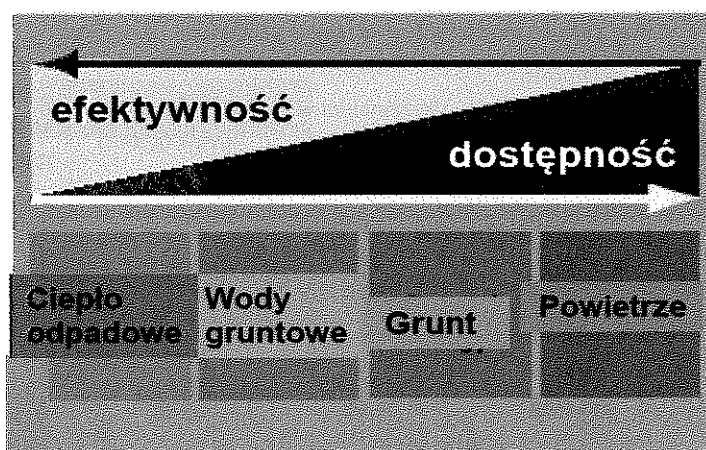 efektywność
dostępność
Ciepło
odpadowe
Wody
gruntowe
Grunt
Powietrze